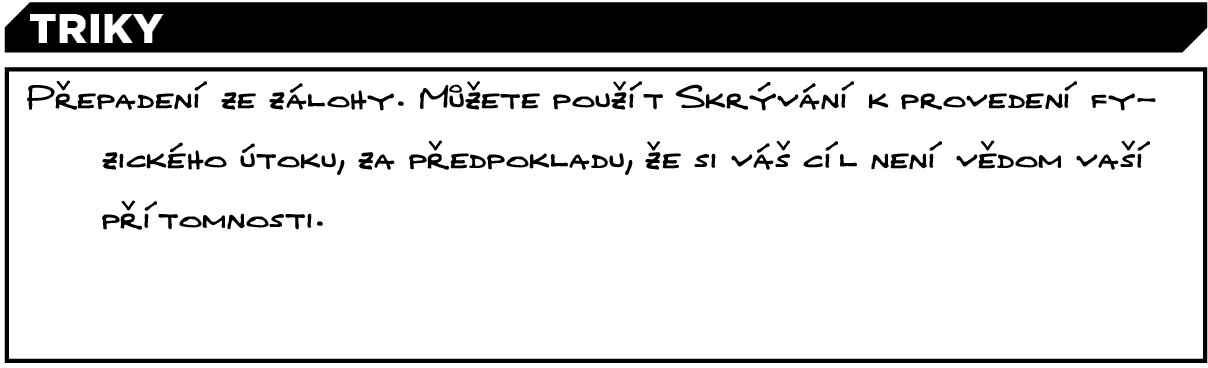 TRIKY
Přepadení ze zálohy. Můžete použít Skrývání k provedení fy-
zického útoku, za předpokladu, že si váš cíl není vědom vaší
přítomnosti.